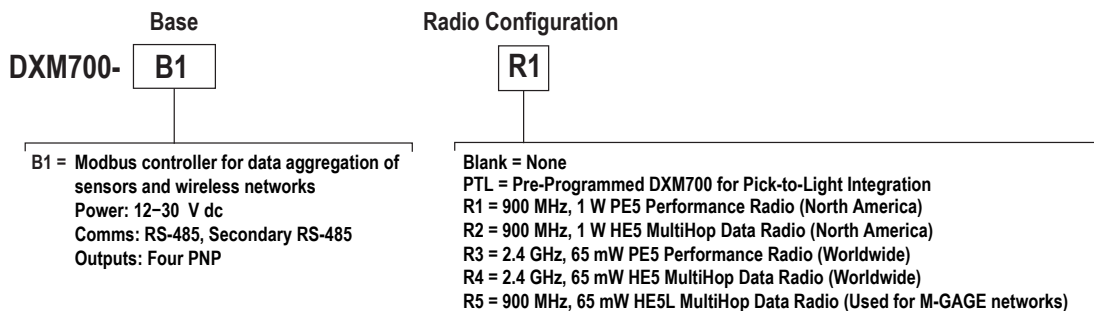 Base
Radio Configuration
DXM700- B1
R1
B1 = Modbus controller for data aggregation of
sensors and wireless networks
Power: 12–30 V dc
Comms: RS-485, Secondary RS-485
Outputs: Four PNP
Blank = None
PTL = Pre-Programmed DXM700 for Pick-to-Light Integration
R1 = 900 MHz, 1 W PE5 Performance Radio (North America)
R2 = 900 MHz, 1 W HE5 MultiHop Data Radio (North America)
R3 = 2.4 GHz, 65 mW PE5 Performance Radio (Worldwide)
R4 = 2.4 GHz, 65 mW HE5 MultiHop Data Radio (Worldwide)
R5 = 900 MHz, 65 mW HE5L MultiHop Data Radio (Used for M-GAGE networks)